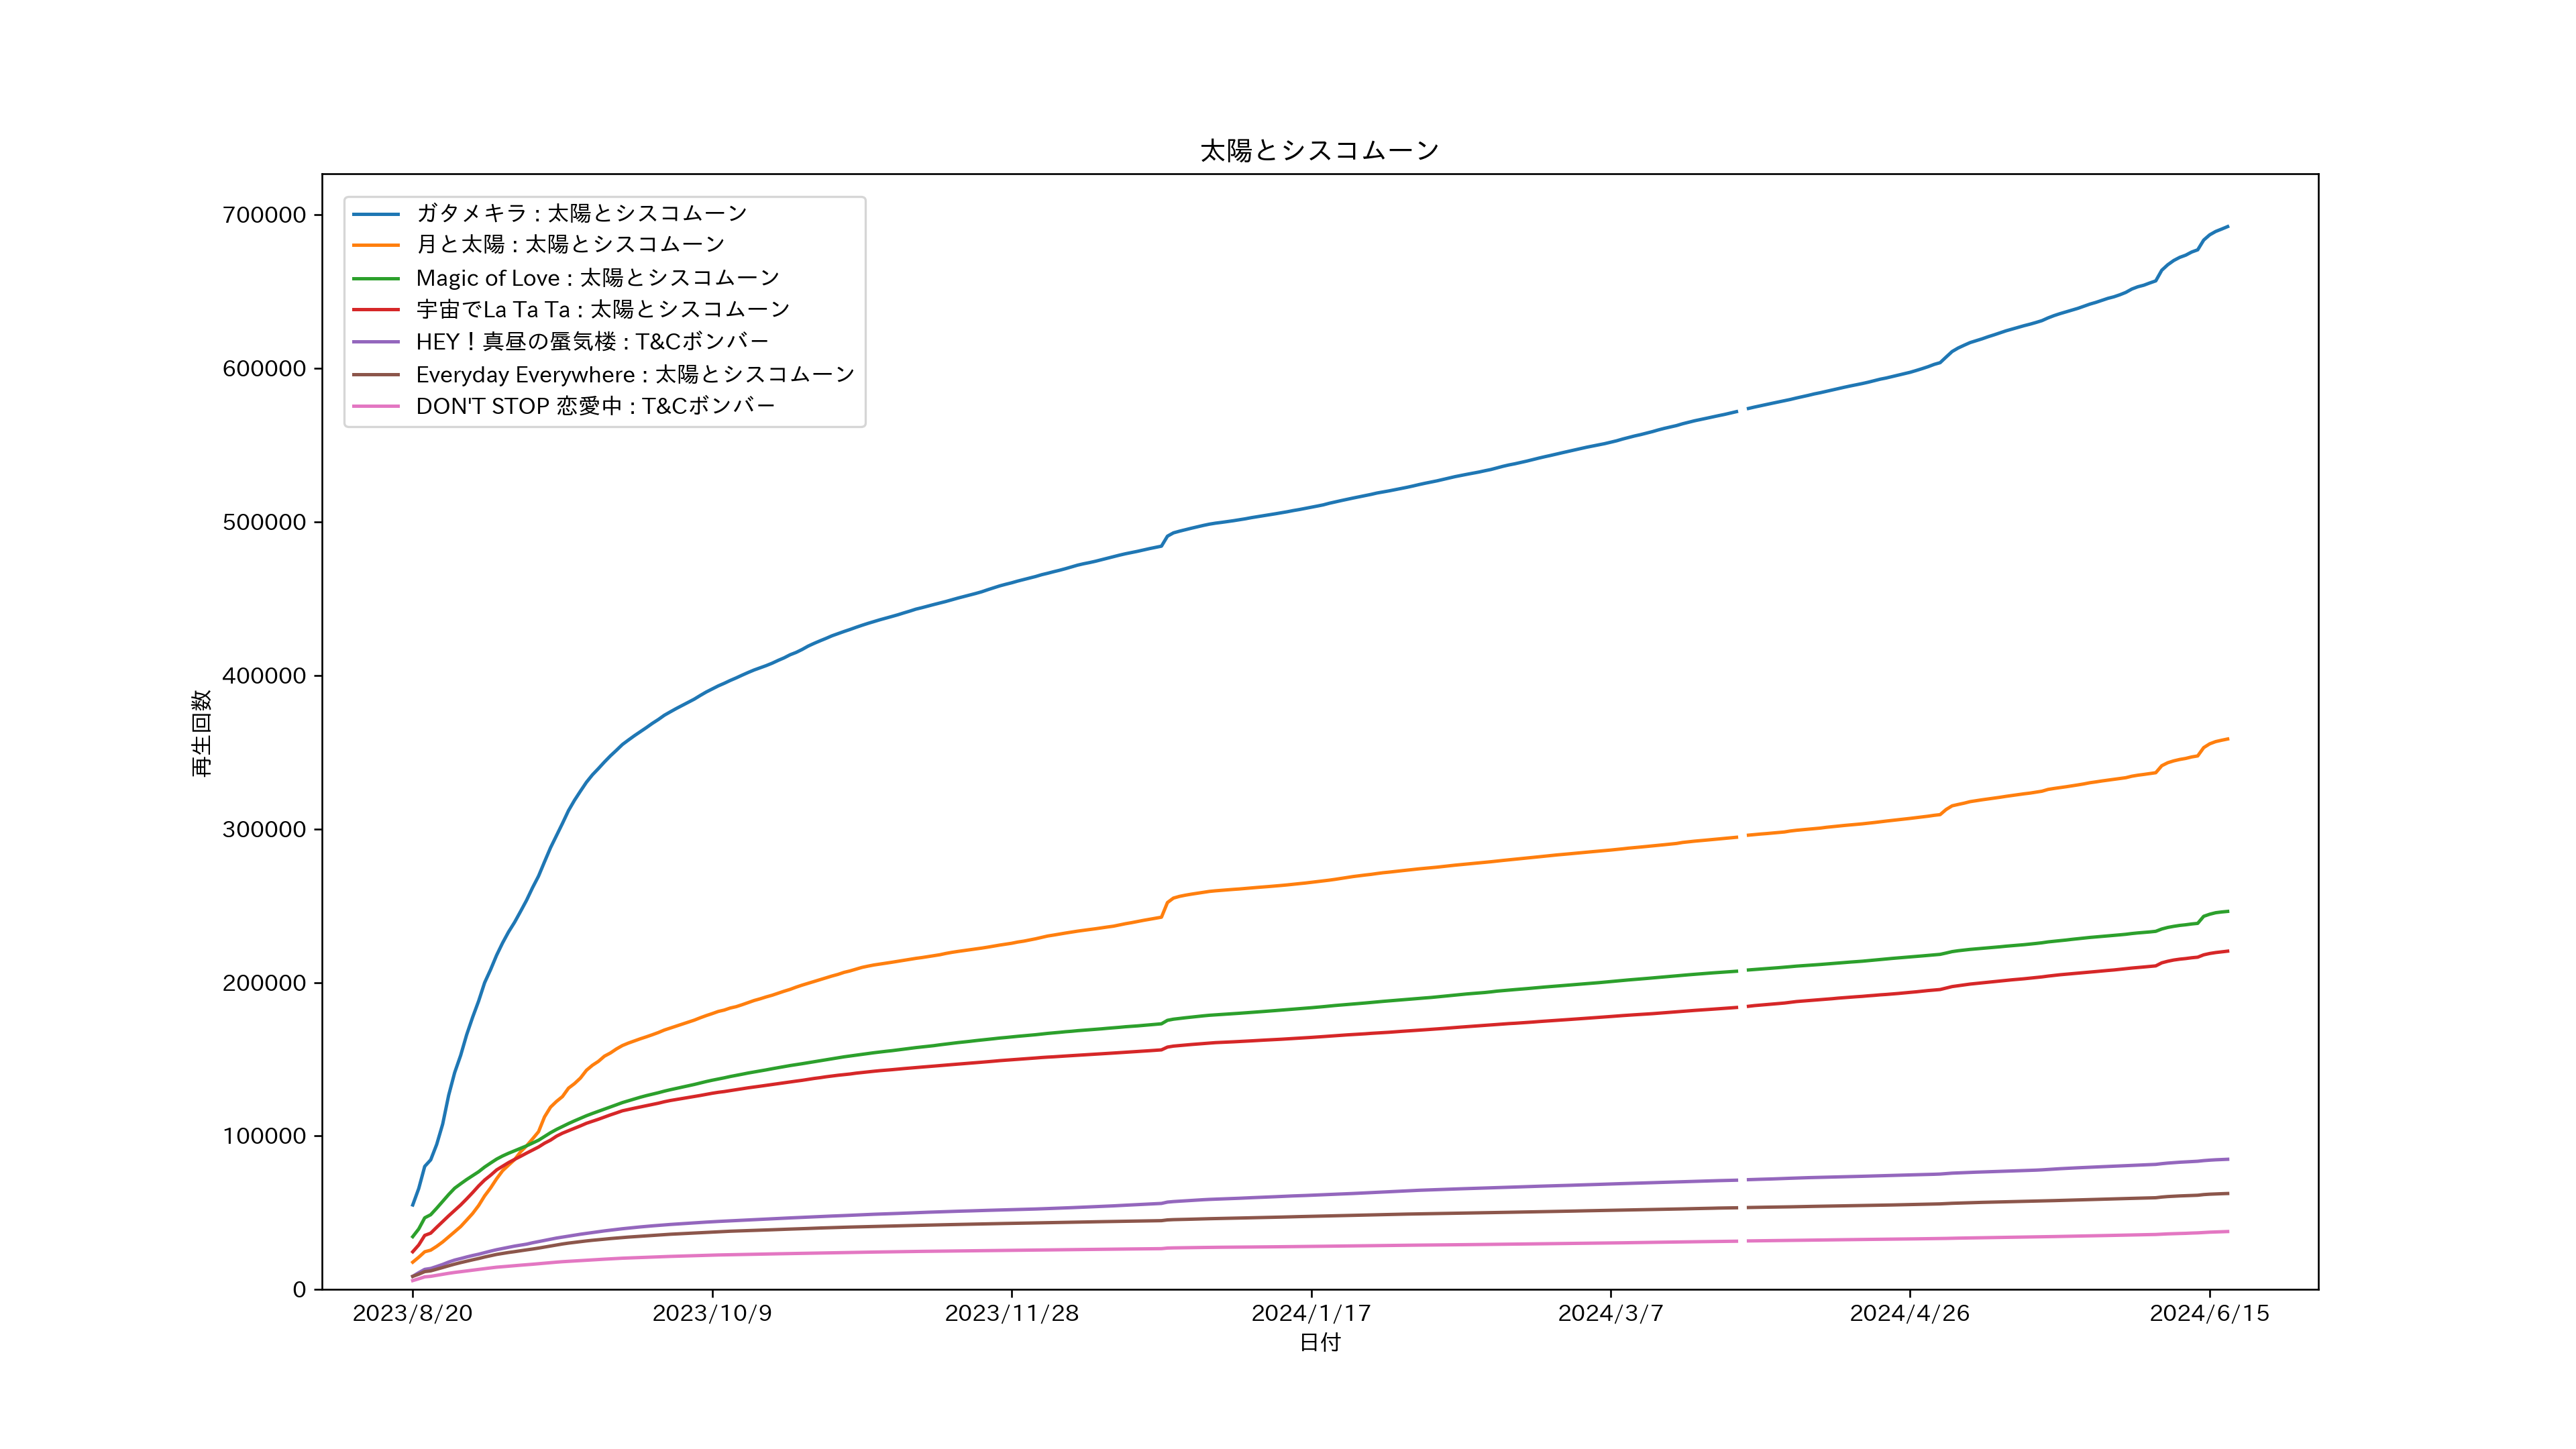 太陽とシスコムーン
ガタメキラ : 太陽とシスコムーン
月と太陽 : 太陽とシスコムーン
Magic of Love : 太陽とシスコムーン
宇宙でLa Ta Ta : 太陽とシスコムーン
HEY！真昼の蜃気楼 : T&Cボンバー
Everyday Everywhere : 太陽とシスコムーン
DON'T STOP 恋愛中 : T&Cボンバー
再生回数
700000
600000
500000
400000
300000
200000
100000
0
2023/8/20 2023/10/9 2023/11/28 2024/1/17 2024/3/7 2024/4/26 2024/6/15
日付